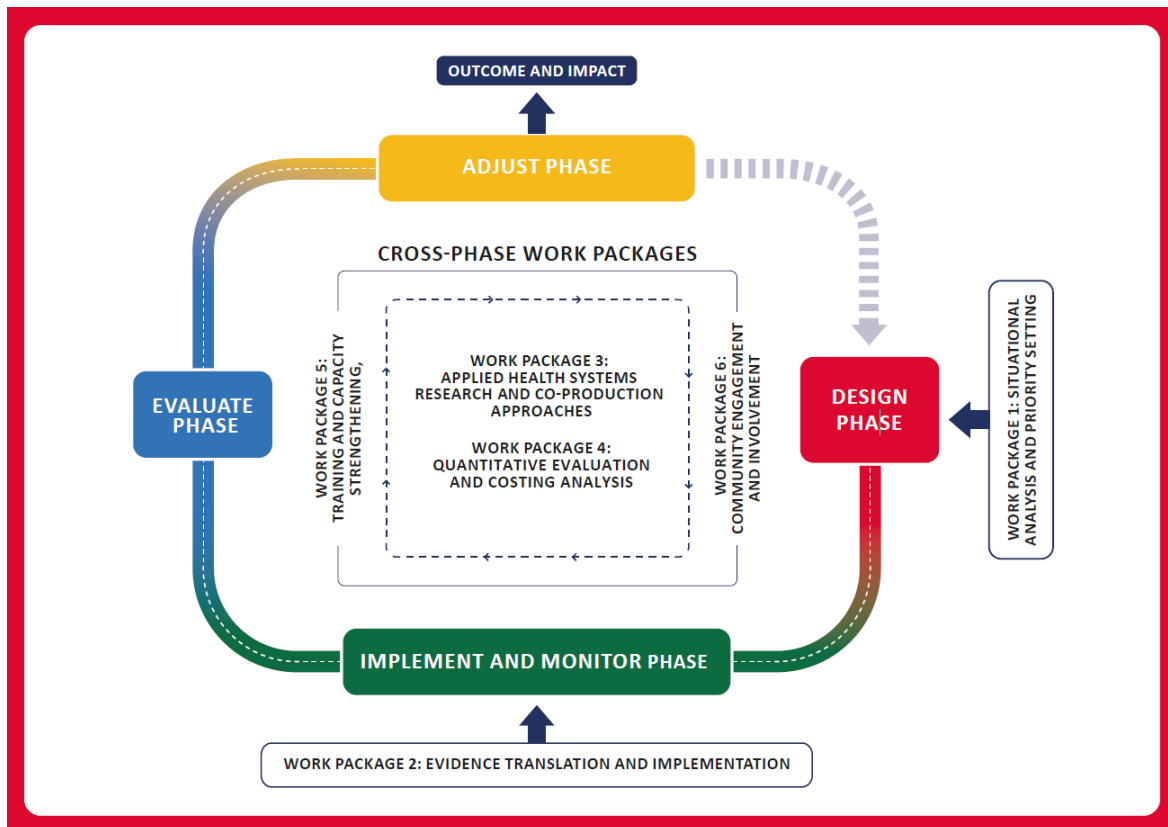 OUTCOME AND IMPACT
ADJUST PHASE
CROSS-PHASE WORK PACKAGES
WORK PACKAGE 5:
TRAINING AND CAPACITY
STRENGTHENING,
WORK PACKAGE 3:
APPLIED HEALTH SYSTEMS
RESEARCH AND CO-PRODUCTION
APPROACHES
WORK PACKAGE 4:
QUANTITATIVE EVALUATION
AND COSTING ANALYSIS
WORK PACKAGE 6:
COMMUNITY ENGAGEMENT
AND INVOLVEMENT
EVALUATE
PHASE
DESIGN
PHASE
WORK PACKAGE 1: SITUATIONAL
ANALYSIS AND PRIORITY SETTING
IMPLEMENT AND MONITOR PHASE
WORK PACKAGE 2: EVIDENCE TRANSLATION AND IMPLEMENTATION